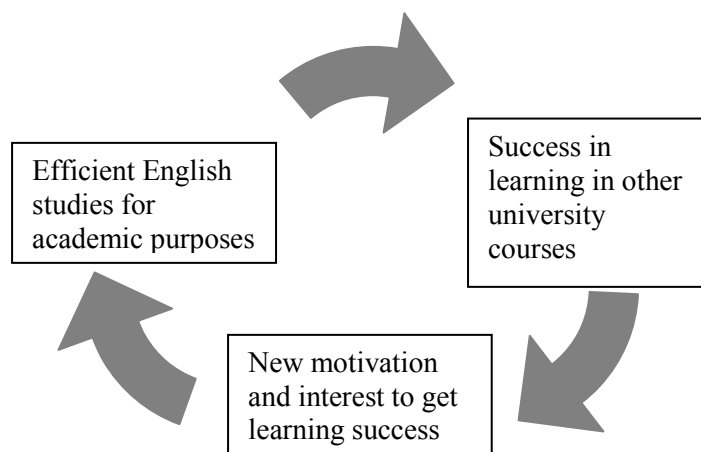 Efficient English
studies for
academic purposes
Success in
learning in other
university
courses
New motivation
and interest to get
learning success